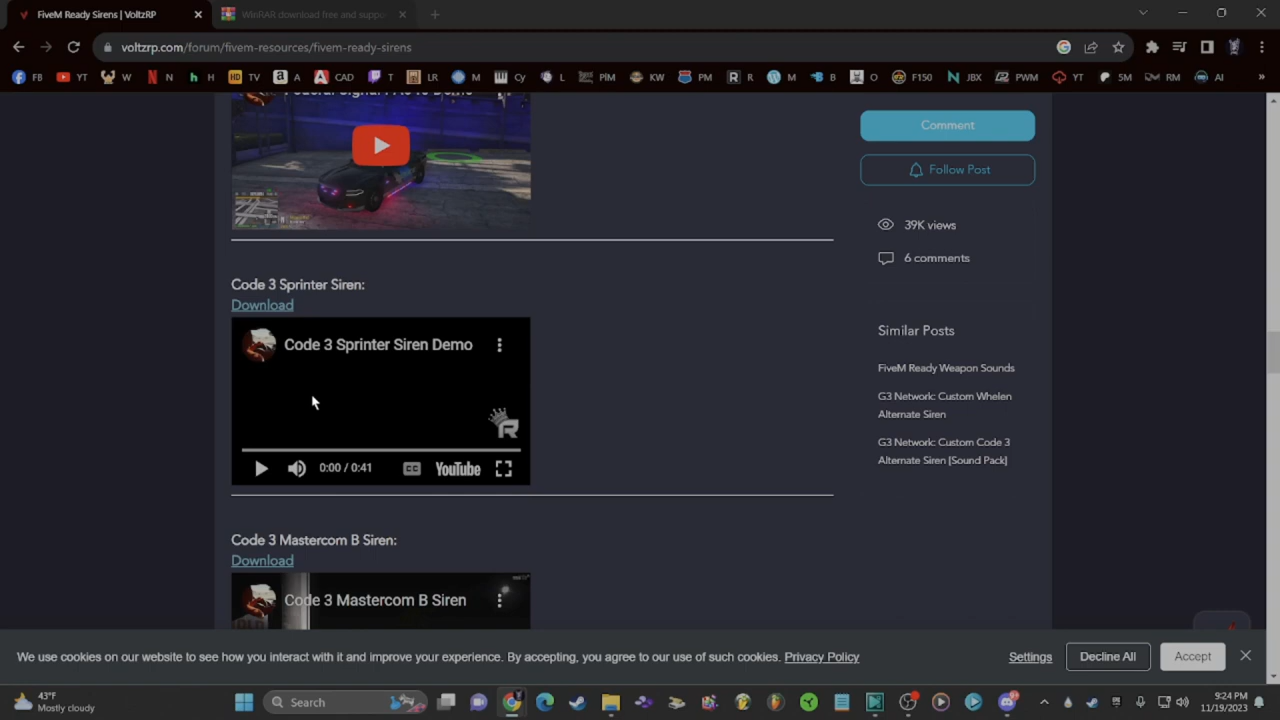 FiveM Ready Sirens | VoltzRP
WinRAR download free and suppo
voltzrp.com/forum/fivem-resources/fivem-ready-sirens
FB YT W N H TV A CAD T LR M Cy L PIM KW PM R M B O F150 JBX PWM YT 5M RM AI »
Comment
Follow Post
39K views
6 comments
Code 3 Sprinter Siren:
Download
Code 3 Sprinter Siren Demo
R
0:00 / 0:41 CC YouTube
Similar Posts
FiveM Ready Weapon Sounds
G3 Network: Custom Whelen
Alternate Siren
G3 Network: Custom Code 3
Alternate Siren [Sound Pack]
Code 3 Mastercom B Siren:
Download
Code 3 Mastercom B Siren
We use cookies on our website to see how you interact with it and improve your experience. By accepting, you agree to our use of such cookies. Privacy Policy
Settings
Decline All
Accept
43°F
Mostly cloudy
Search
9:24 PM
11/19/2023